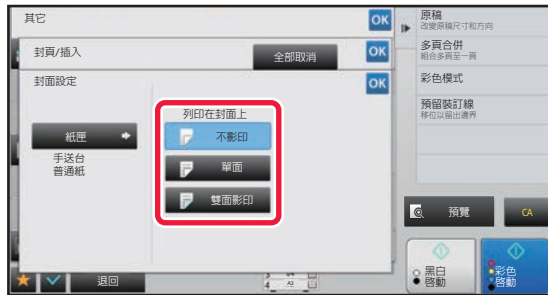 其它
OK
封頁/插入
全部取消
OK
封面設定
OK
列印在封面上
紙匣
不影印
手送台
普通紙
單面
雙面影印
退回
原稿
改變原稿尺寸和方向
多頁合併
組合多頁至一頁
彩色模式
預留裝訂線
移位以留出邊界
預覽
CA
黑白
啓動
彩色
啓動
A3